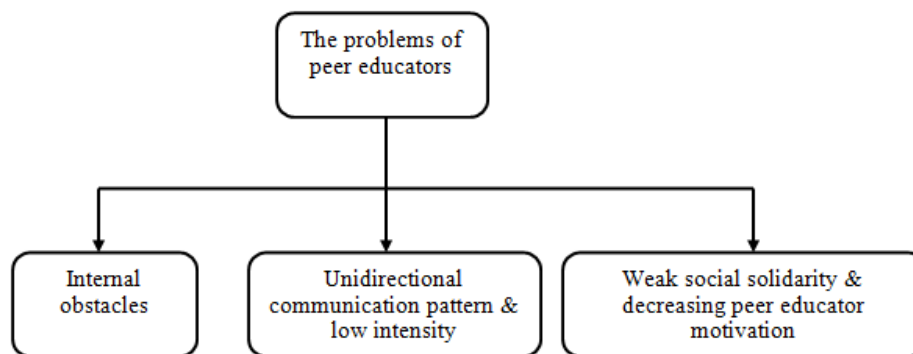 The problems of
peer educators
Internal
obstacles
Unidirectional
communication pattern &
low intensity
Weak social solidarity &
decreasing peer educator
motivation